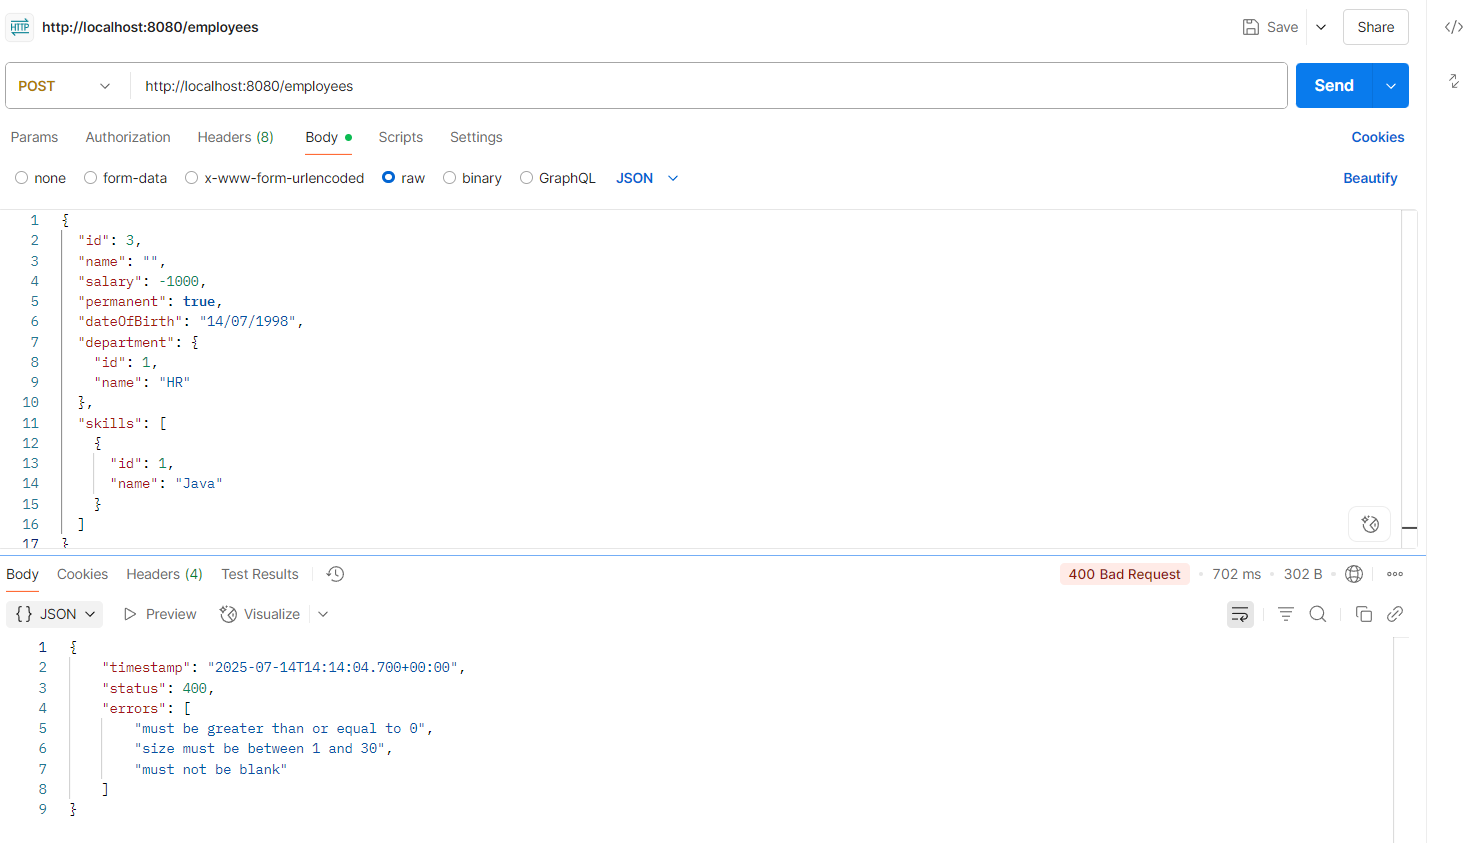 HTTP http://localhost:8080/employees Save Share </>
POST http://localhost:8080/employees Send
Params Authorization Headers (8) Body Scripts Settings Cookies
none form-data x-www-form-urlencoded raw binary GraphQL JSON Beautify
1 {
2 "id": 3,
3 "name": "",
4 "salary": -1000,
5 "permanent": true,
6 "dateOfBirth": "14/07/1998",
7 "department": {
8 "id": 1,
9 "name": "HR"
10 },
11 "skills": [
12 {
13 "id": 1,
14 "name": "Java"
15 }
16 ]
17 }
Body Cookies Headers (4) Test Results 400 Bad Request • 702 ms • 302 B •
{} JSON Preview Visualize
1 {
2 "timestamp": "2025-07-14T14:14:04.700+00:00",
3 "status": 400,
4 "errors": [
5 "must be greater than or equal to 0",
6 "size must be between 1 and 30",
7 "must not be blank"
8 ]
9 }